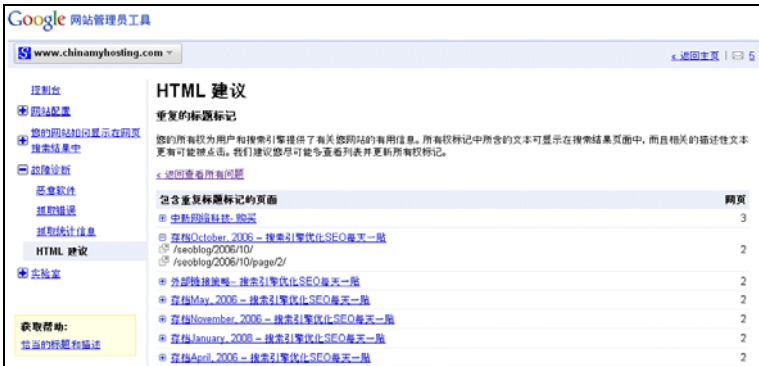 Google 网站管理员工具
www.chinamyhosting.com
« 返回主页 | 5
控制台
网站配置
您的网站如何显示在网页
搜索结果中
故障诊断
恶意软件
抓取错误
抓取统计信息
HTML 建议
实验室
获取帮助:
恰当的标题和描述
HTML 建议
重复的标题标记
您的所有权为用户和搜索引擎提供了有关您网站的有用信息。所有权标记中所含的文本可显示在搜索结果页面中，而且相关的描述性文本
更有可能被点击。我们建议您尽可能多查看列表并更新所有权标记。
« 返回查看所有问题
包含重复标题标记的页面 网页
中新网络科技- 购买 3
存档October, 2006 – 搜索引擎优化SEO每天一贴 2
/seoblog/2006/10/
/seoblog/2006/10/page/2/
外部链接策略– 搜索引擎优化SEO每天一贴 2
存档May, 2006 – 搜索引擎优化SEO每天一贴 2
存档November, 2006 – 搜索引擎优化SEO每天一贴 2
存档January, 2008 – 搜索引擎优化SEO每天一贴 2
存档April, 2006 – 搜索引擎优化SEO每天一贴 2